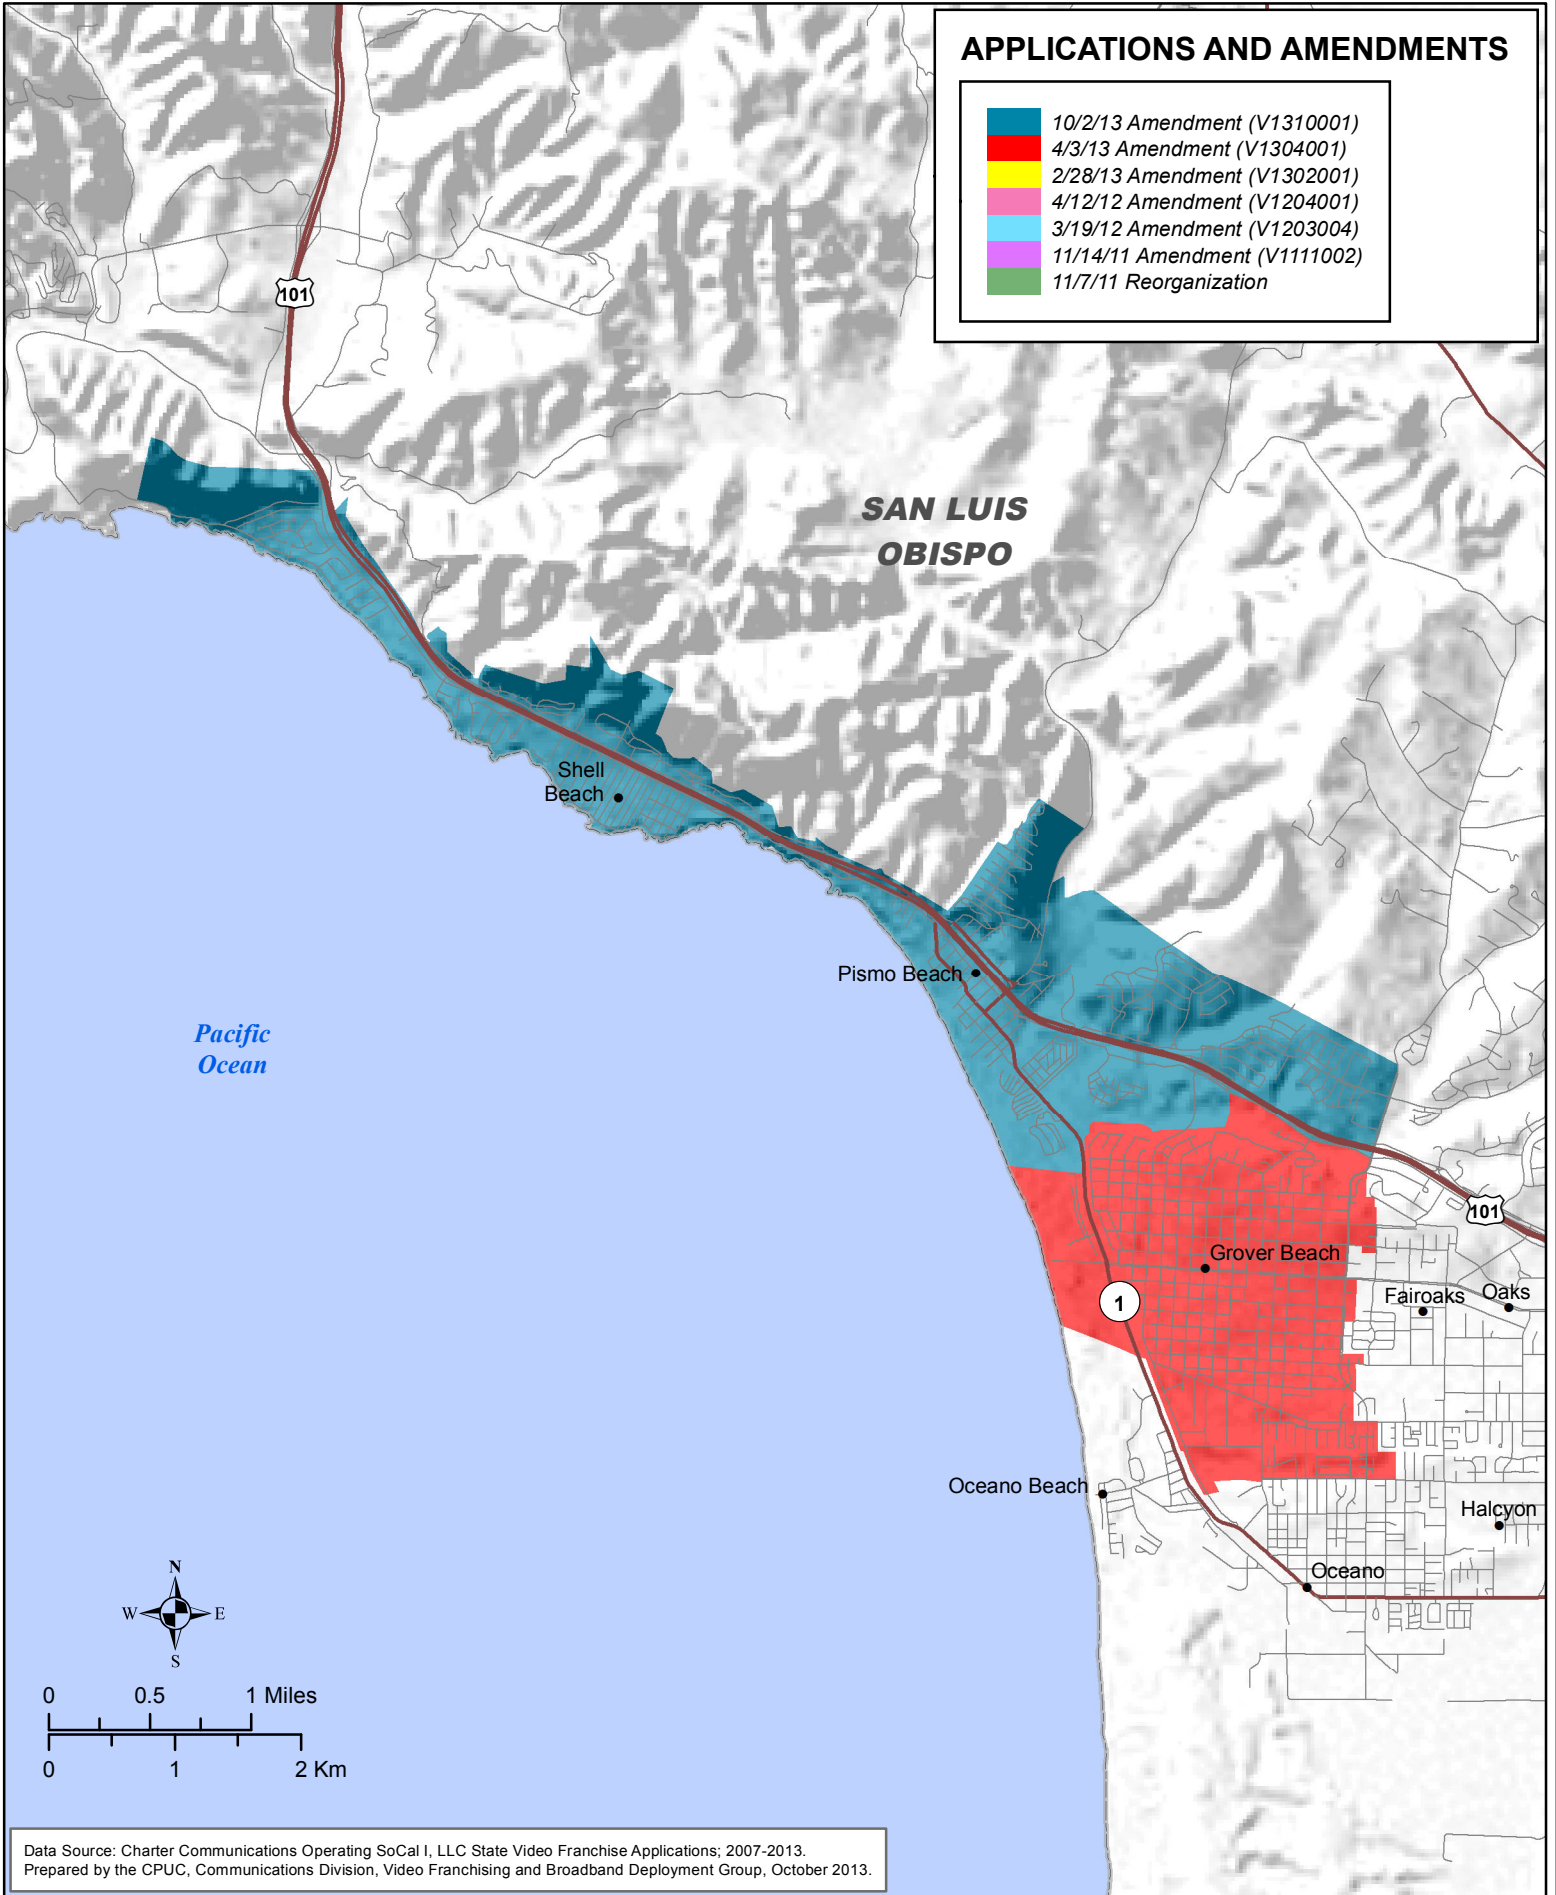 APPLICATIONS AND AMENDMENTS
10/2/13 Amendment (V1310001)
4/3/13 Amendment (V1304001)
2/28/13 Amendment (V1302001)
4/12/12 Amendment (V1204001)
3/19/12 Amendment (V1203004)
11/14/11 Amendment (V1111002)
11/7/11 Reorganization
101
SAN LUIS
OBISPO
Shell
Beach
Pismo Beach
Pacific
Ocean
101
Grover Beach
1
Fairoaks
Oaks
Oceano Beach
Halcyon
Oceano
N
W
E
S
0 0.5 1 Miles
0 1 2 Km
Data Source: Charter Communications Operating SoCal I, LLC State Video Franchise Applications; 2007-2013.
Prepared by the CPUC, Communications Division, Video Franchising and Broadband Deployment Group, October 2013.